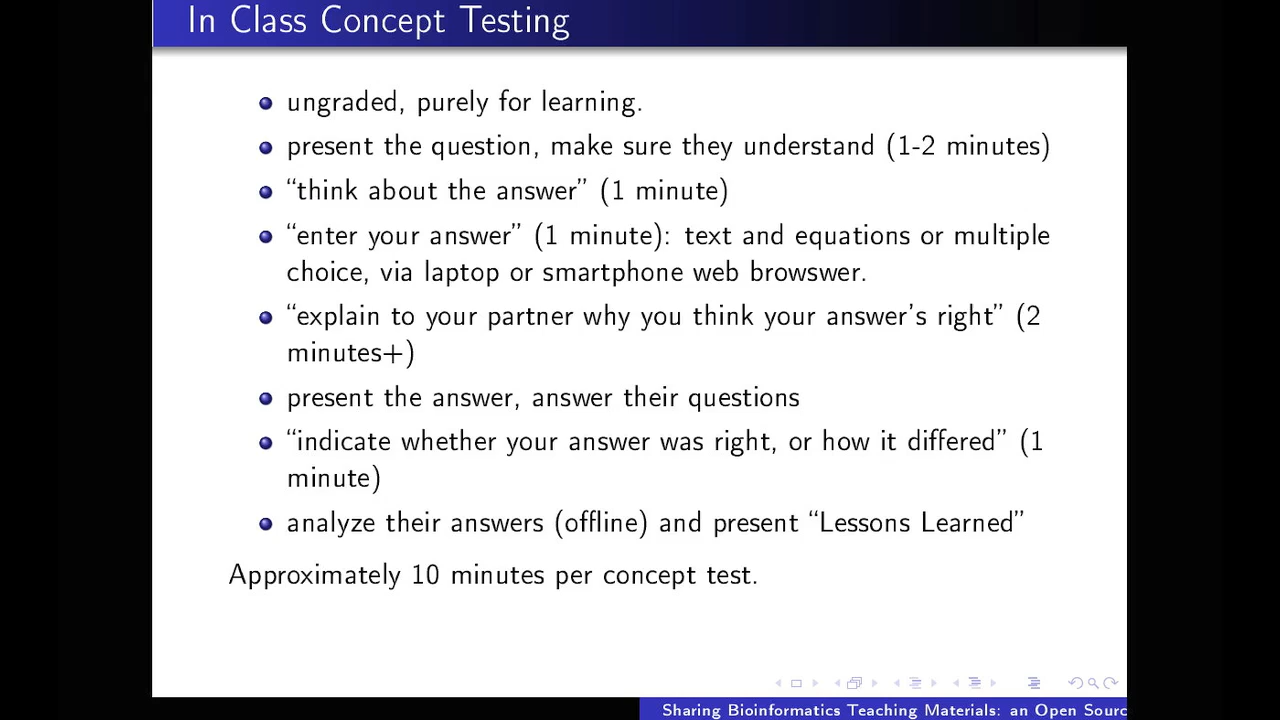 In Class Concept Testing
ungraded, purely for learning.
present the question, make sure they understand (1-2 minutes)
“think about the answer” (1 minute)
“enter your answer” (1 minute): text and equations or multiple
choice, via laptop or smartphone web browswer.
“explain to your partner why you think your answer’s right” (2
minutes+)
present the answer, answer their questions
“indicate whether your answer was right, or how it differed” (1
minute)
analyze their answers (offline) and present “Lessons Learned”
Approximately 10 minutes per concept test.
Sharing Bioinformatics Teaching Materials: an Open Sourc